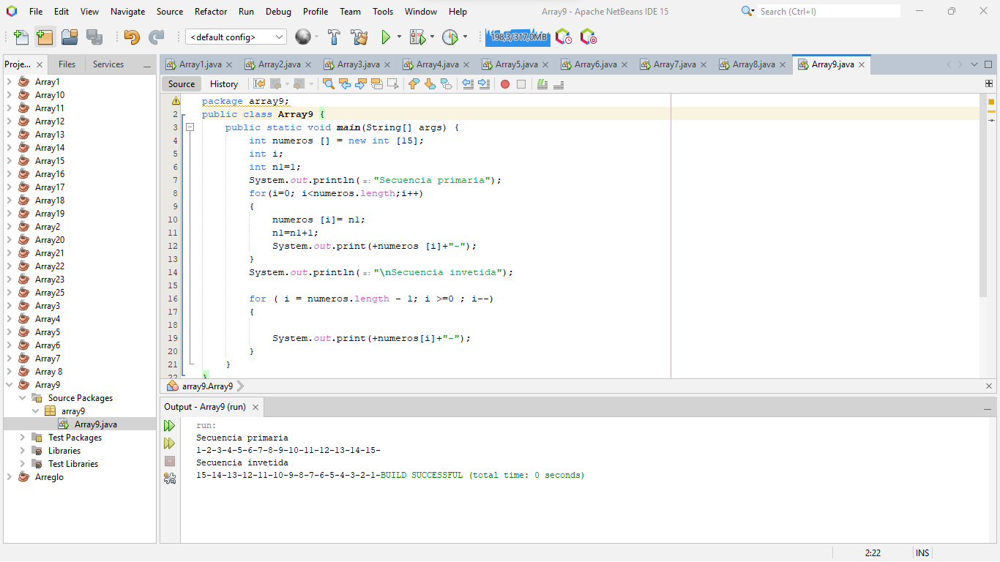 File Edit View Navigate Source Refactor Run Debug Profile Team Tools Window Help Array9 - Apache NetBeans IDE 15 Search (Ctrl+I)
<default config> 198,3/317,0MB
Proje... Files Services
Array1.java Array2.java Array3.java Array4.java Array5.java Array6.java Array7.java Array8.java Array9.java
Source History
Array1
Array10
Array11
Array12
Array13
Array14
Array15
Array16
Array17
Array18
Array19
Array2
Array20
Array21
Array22
Array23
Array25
Array3
Array4
Array5
Array6
Array7
Array 8
Array9
Source Packages
array9
Array9.java
Test Packages
Libraries
Test Libraries
Arreglo
package array9;
2 public class Array9 {
3 public static void main(String[] args) {
4 int numeros [] = new int [15];
5 int i;
6 int n1=1;
7 System.out.println(x:"Secuencia primaria");
8 for(i=0; i<numeros.length;i++)
9 {
10 numeros [i]= n1;
11 n1=n1+1;
12 System.out.print(+numeros [i]+"-");
13 }
14 System.out.println(x:"\nSecuencia invetida");
15
16 for ( i = numeros.length - 1; i >=0 ; i--)
17 {
18
19 System.out.print(+numeros[i]+"-");
20 }
21 }
22 }
array9.Array9
Output - Array9 (run)
run:
Secuencia primaria
1-2-3-4-5-6-7-8-9-10-11-12-13-14-15-
Secuencia invetida
15-14-13-12-11-10-9-8-7-6-5-4-3-2-1-BUILD SUCCESSFUL (total time: 0 seconds)
2:22 INS